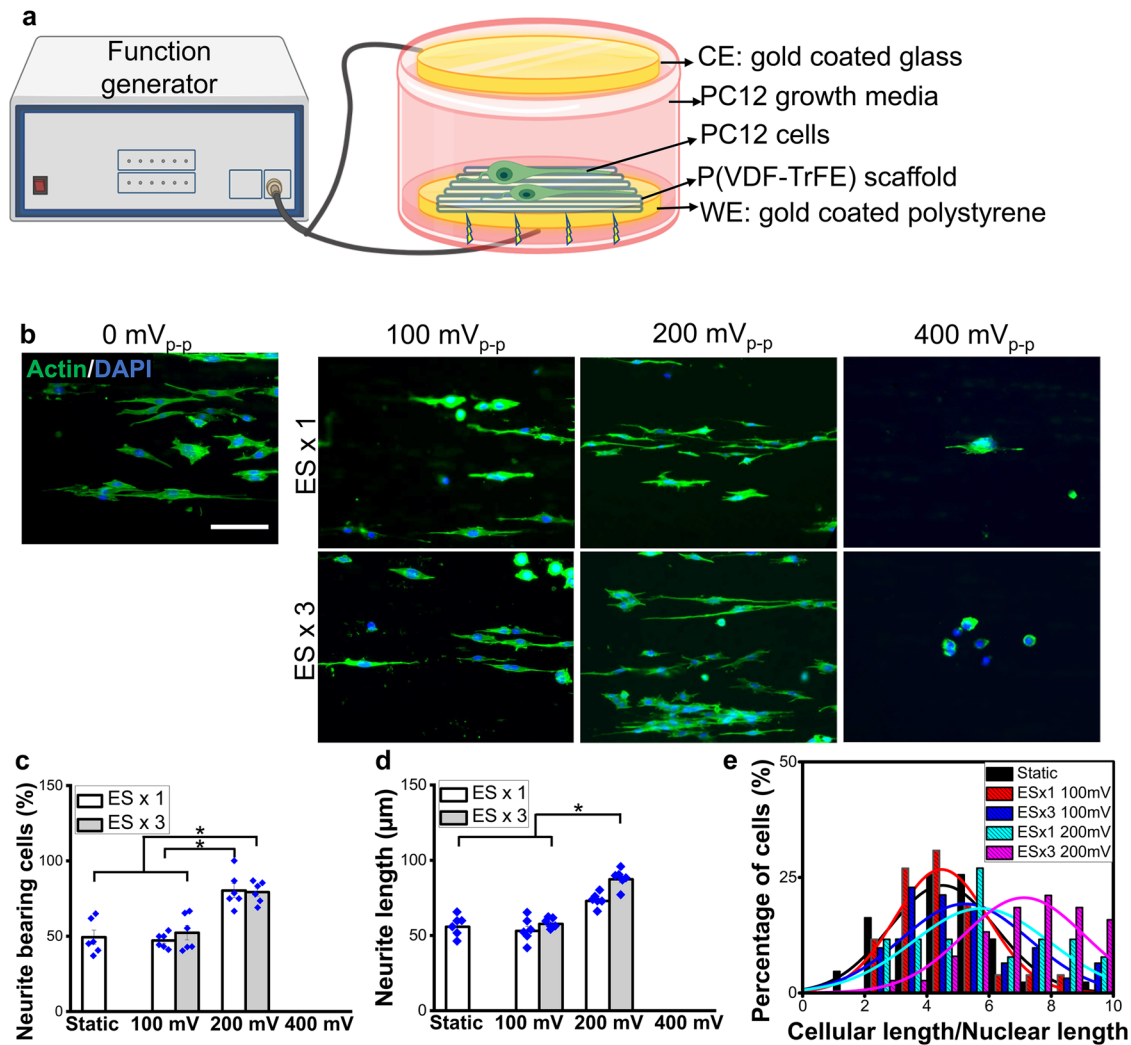 a
Function
generator
CE: gold coated glass
PC12 growth media
PC12 cells
P(VDF-TrFE) scaffold
WE: gold coated polystyrene
b
0 mVp-p
100 mVp-p
200 mVp-p
400 mVp-p
Actin/DAPI
ES x 1
ES x 3
c
Neurite bearing cells (%)
150
100
50
0
ES x 1
ES x 3
*
*
Static
100 mV
200 mV
400 mV
d
Neurite length (μm)
150
100
50
0
ES x 1
ES x 3
*
Static
100 mV
200 mV
400 mV
e
Percentage of cells (%)
50
25
0
Static
ESx1 100mV
ESx3 100mV
ESx1 200mV
ESx3 200mV
0
2
4
6
8
10
Cellular length/Nuclear length